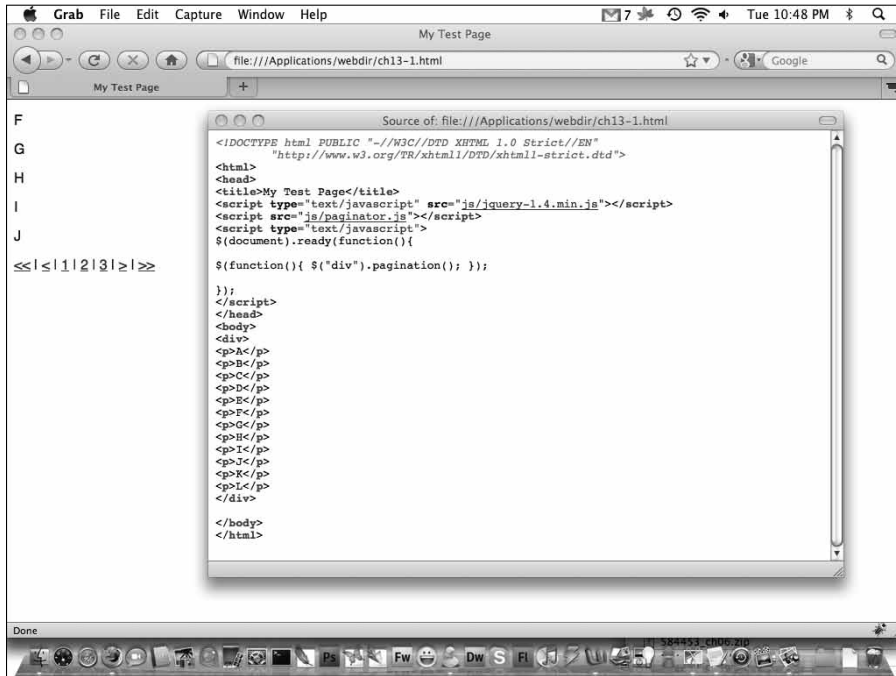 Grab File Edit Capture Window Help 7 Tue 10:48 PM
My Test Page
file:///Applications/webdir/ch13-1.html Google
My Test Page +
F
G
H
I
J
<< | < | 1 | 2 | 3 | > | >>
Source of: file:///Applications/webdir/ch13-1.html
<!DOCTYPE html PUBLIC "-//W3C//DTD XHTML 1.0 Strict//EN"
"http://www.w3.org/TR/xhtml1/DTD/xhtml1-strict.dtd">
<html>
<head>
<title>My Test Page</title>
<script type="text/javascript" src="js/jquery-1.4.min.js"></script>
<script src="js/paginator.js"></script>
<script type="text/javascript">
$(document).ready(function(){
$(function(){ $("div").pagination(); });
});
</script>
</head>
<body>
<div>
<p>A</p>
<p>B</p>
<p>C</p>
<p>D</p>
<p>E</p>
<p>F</p>
<p>G</p>
<p>H</p>
<p>I</p>
<p>J</p>
<p>K</p>
<p>L</p>
</div>
</body>
</html>
Done
584453_ch06.zip
Ps Fw Dw S Fl